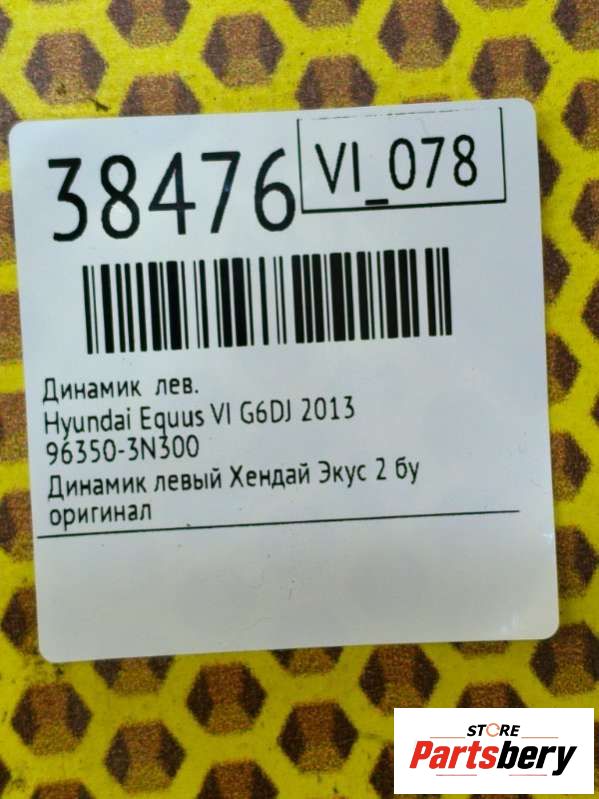 38476
VI_078
Динамик лев.
Hyundai Equus VI G6DJ 2013
96350-3N300
Динамик левый Хендай Экус 2 бу
оригинал
STORE
Partsbery